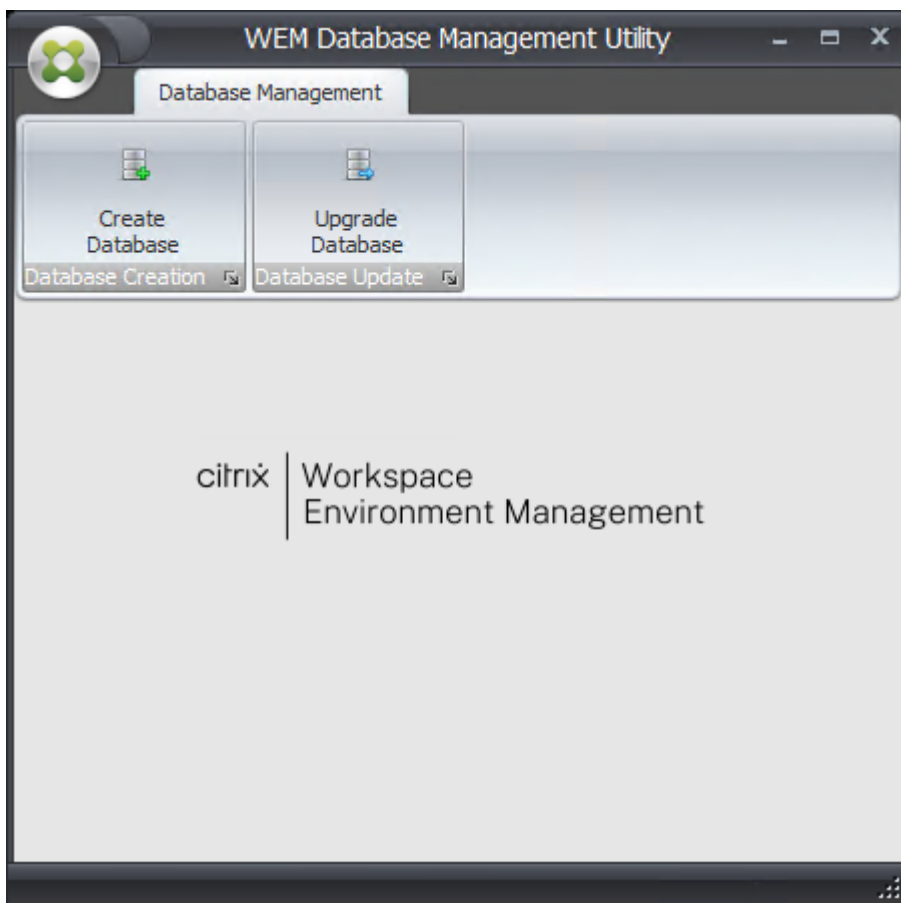 WEM Database Management Utility
Database Management
Create
Database
Upgrade
Database
Database Creation
Database Update
citrix
Workspace
Environment Management